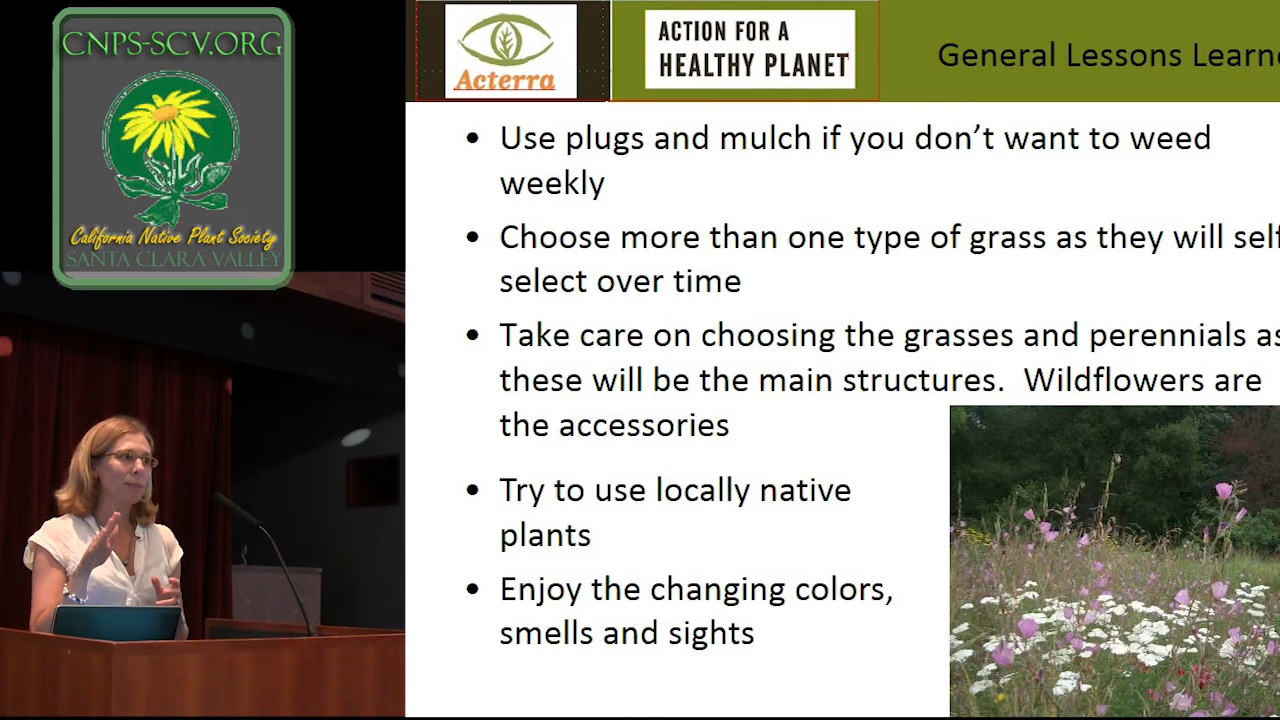 CNPS-SCV.ORG
California Native Plant Society
SANTA CLARA VALLEY
Acterra
ACTION FOR A
HEALTHY PLANET
General Lessons Learne
• Use plugs and mulch if you don’t want to weed
weekly
• Choose more than one type of grass as they will self
select over time
• Take care on choosing the grasses and perennials as
these will be the main structures.  Wildflowers are
the accessories
• Try to use locally native
plants
• Enjoy the changing colors,
smells and sights